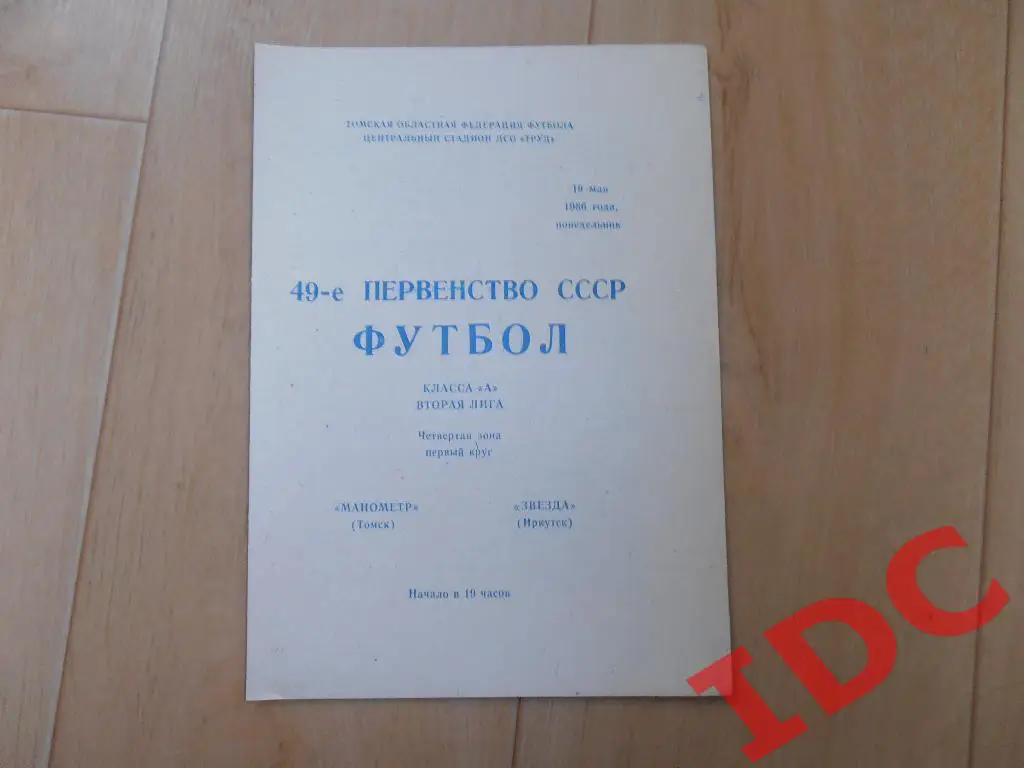 ТОМСКАЯ ОБЛАСТНАЯ ФЕДЕРАЦИЯ ФУТБОЛА
ЦЕНТРАЛЬНЫЙ СТАДИОН ДСО «ТРУД»
19 мая
1986 года,
понедельник
49-е ПЕРВЕНСТВО СССР
ФУТБОЛ
КЛАССА «А»
ВТОРАЯ ЛИГА
Четвертая зона
первый круг
«МАНОМЕТР» «ЗВЕЗДА»
(Томск) (Иркутск)
Начало в 19 часов
IDC